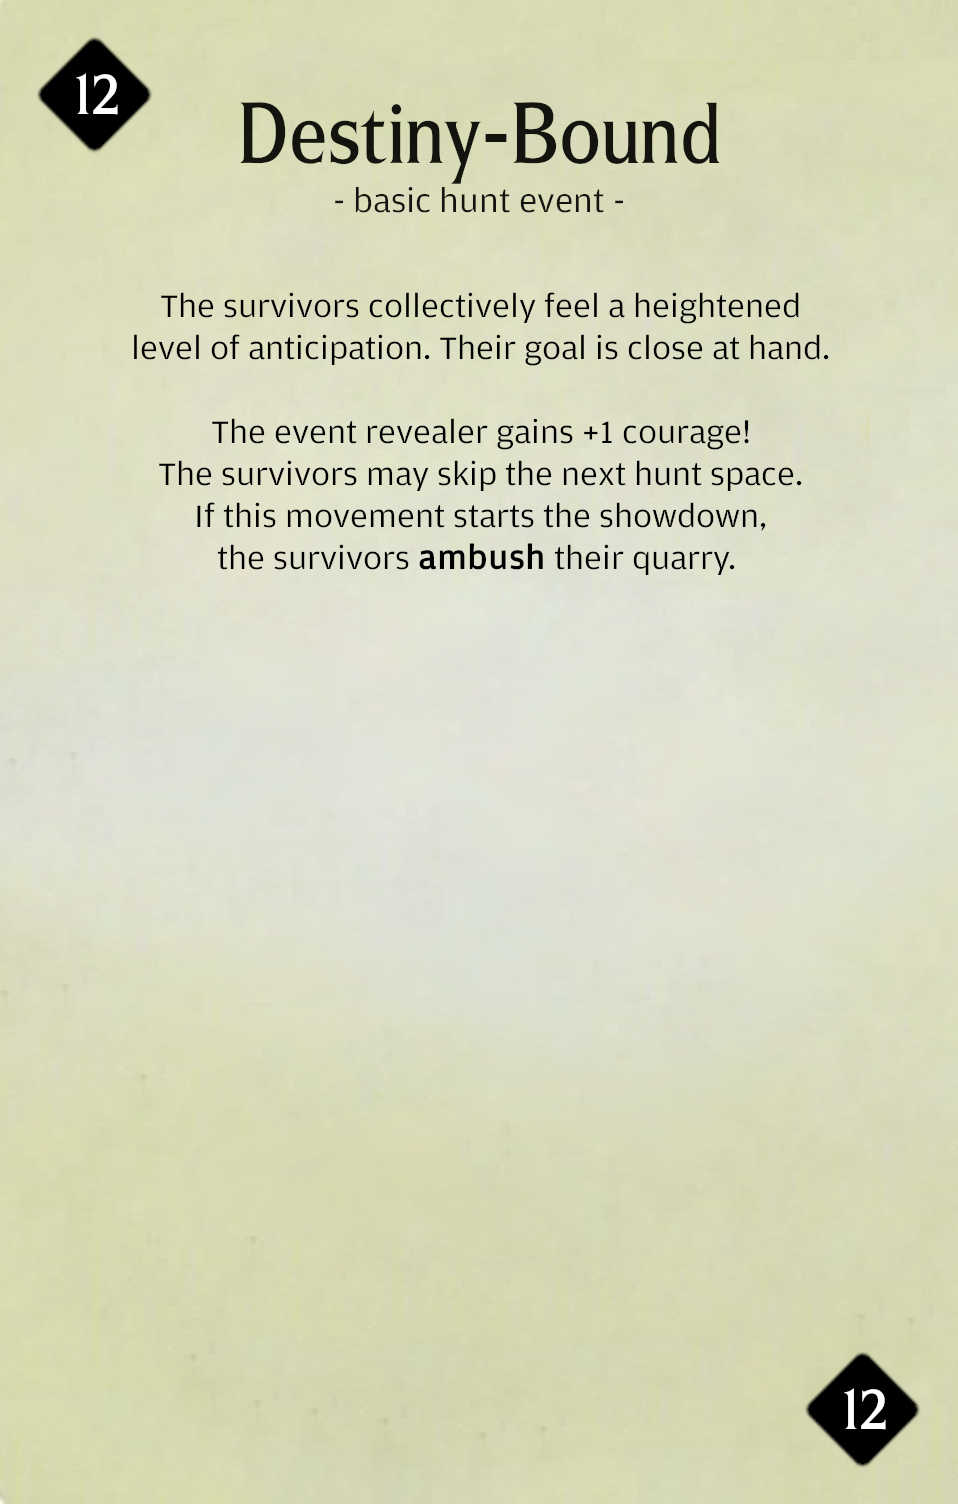 12
Destiny-Bound
- basic hunt event -
The survivors collectively feel a heightened
level of anticipation. Their goal is close at hand.
The event revealer gains +1 courage!
The survivors may skip the next hunt space.
If this movement starts the showdown,
the survivors ambush their quarry.
12